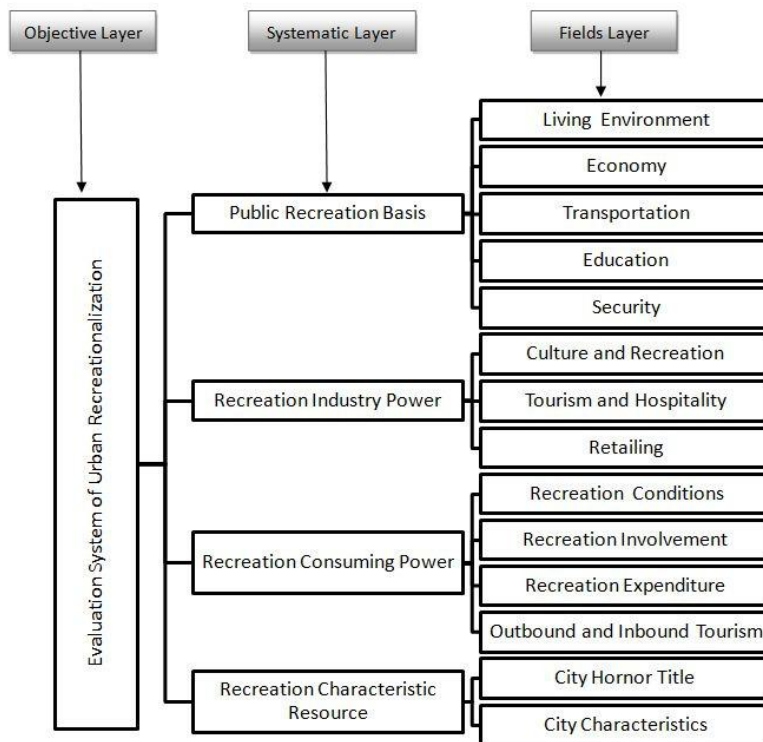 Objective Layer
Systematic Layer
Fields Layer
Evaluation System of Urban Recreationalization
Public Recreation Basis
Living Environment
Economy
Transportation
Education
Security
Recreation Industry Power
Culture and Recreation
Tourism and Hospitality
Retailing
Recreation Consuming Power
Recreation Conditions
Recreation Involvement
Recreation Expenditure
Outbound and Inbound Tourism
Recreation Characteristic
Resource
City Hornor Title
City Characteristics